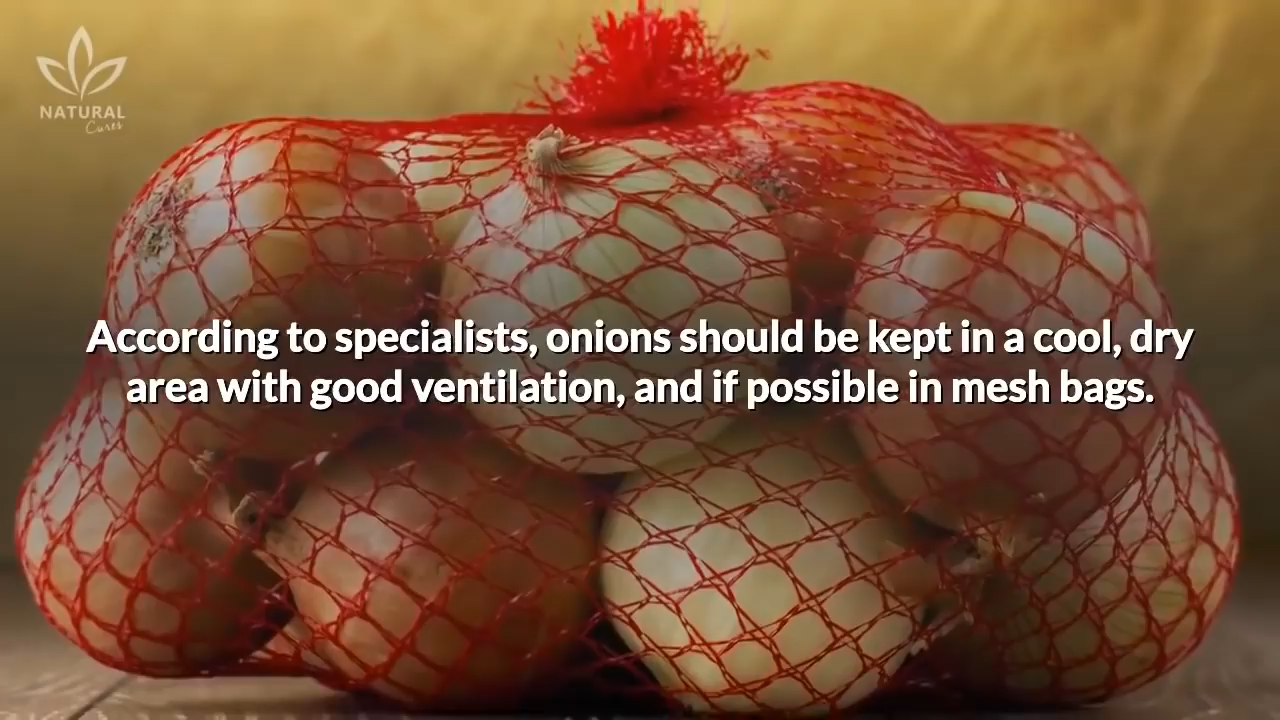 NATURAL
Cures
According to specialists, onions should be kept in a cool, dry
area with good ventilation, and if possible in mesh bags.